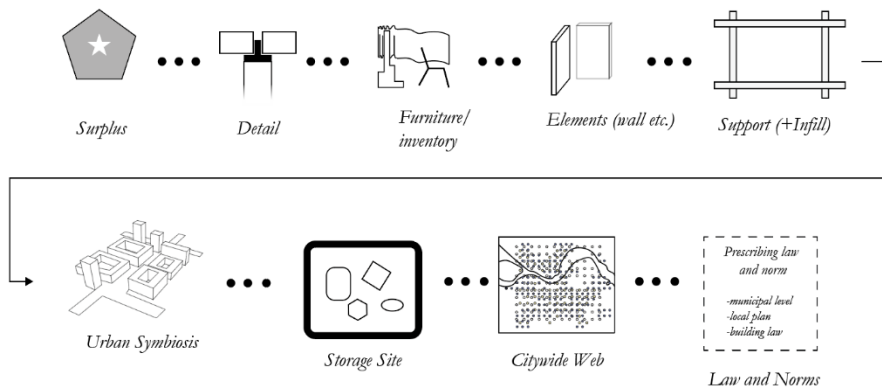 Surplus
Detail
Furniture/
inventory
Elements (wall etc.)
Support (+Infill)
Urban Symbiosis
Storage Site
Citywide Web
Prescribing law
and norm
-municipal level
-local plan
-building law
Law and Norms